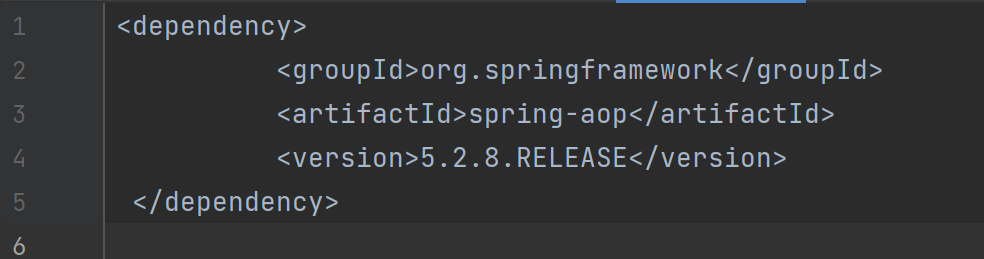 1 <dependency>
2 <groupId>org.springframework</groupId>
3 <artifactId>spring-aop</artifactId>
4 <version>5.2.8.RELEASE</version>
5 </dependency>
6